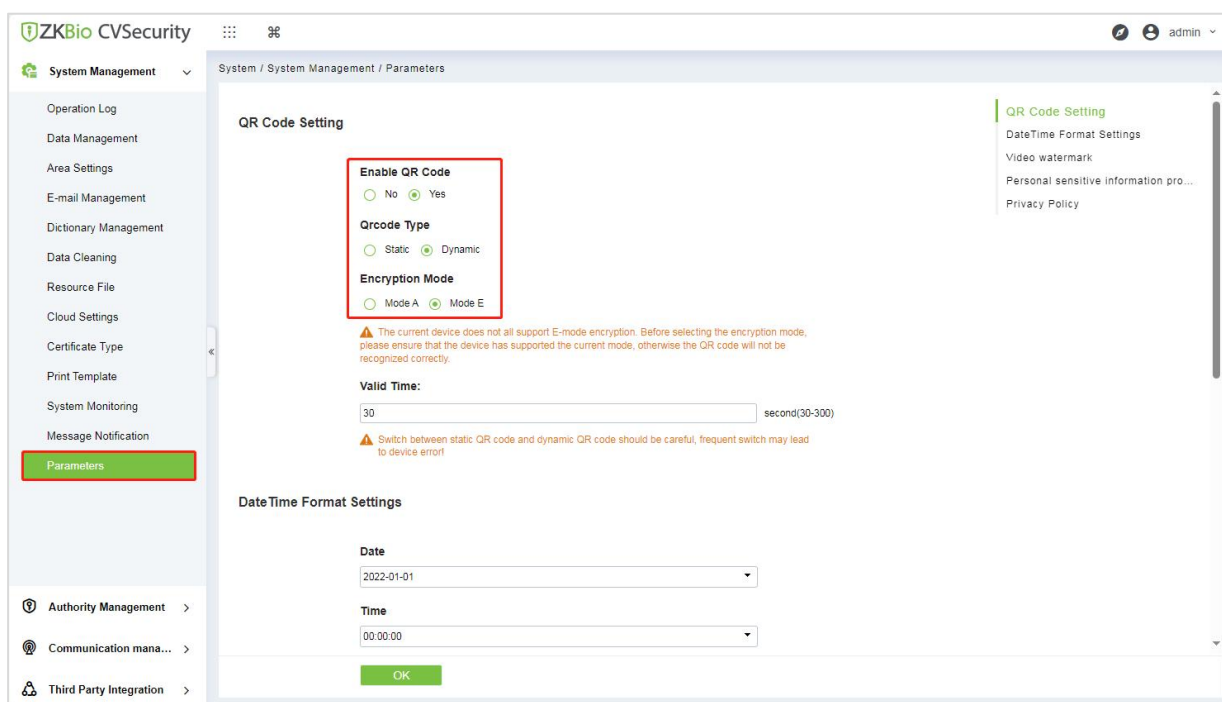 ZKBio CVSecurity
admin
System Management
System / System Management / Parameters
Operation Log
Data Management
Area Settings
E-mail Management
Dictionary Management
Data Cleaning
Resource File
Cloud Settings
Certificate Type
Print Template
System Monitoring
Message Notification
Parameters
Authority Management
Communication mana...
Third Party Integration
QR Code Setting
Enable QR Code
No Yes
Qrcode Type
Static Dynamic
Encryption Mode
Mode A Mode E
The current device does not all support E-mode encryption. Before selecting the encryption mode,
please ensure that the device has supported the current mode, otherwise the QR code will not be
recognized correctly.
Valid Time:
30 second(30-300)
Switch between static QR code and dynamic QR code should be careful, frequent switch may lead
to device error!
DateTime Format Settings
Date
2022-01-01
Time
00:00:00
OK
QR Code Setting
DateTime Format Settings
Video watermark
Personal sensitive information pro...
Privacy Policy